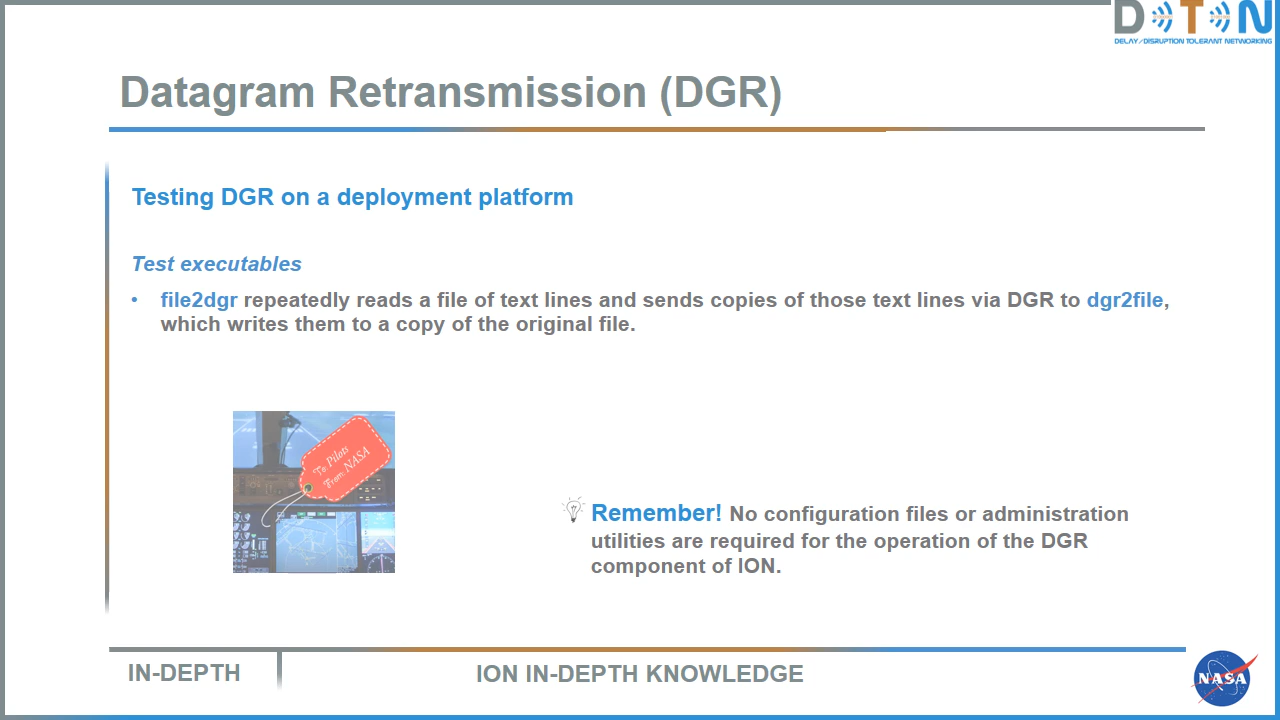 DTN
DELAY/DISRUPTION TOLERANT NETWORKING
Datagram Retransmission (DGR)
Testing DGR on a deployment platform
Test executables
• file2dgr repeatedly reads a file of text lines and sends copies of those text lines via DGR to dgr2file,
which writes them to a copy of the original file.
To: Pilots
From: NASA
Remember! No configuration files or administration
utilities are required for the operation of the DGR
component of ION.
IN-DEPTH
ION IN-DEPTH KNOWLEDGE
NASA